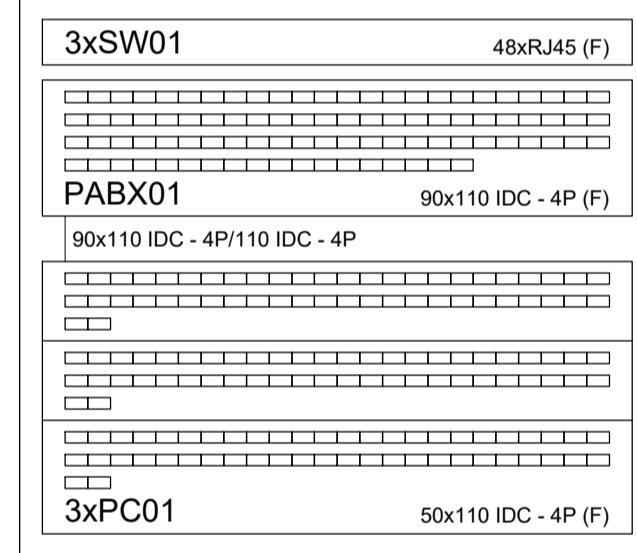 3xSW01 48xRJ45 (F)
PABX01 90x110 IDC - 4P (F)
90x110 IDC - 4P/110 IDC - 4P
3xPC01 50x110 IDC - 4P (F)